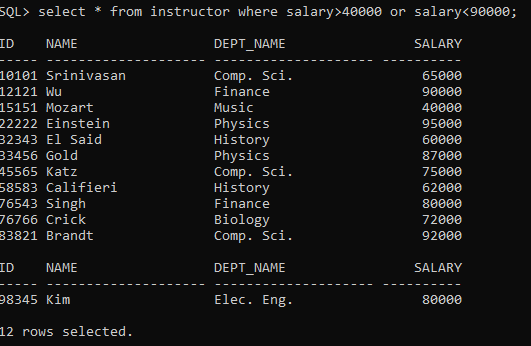 SQL> select * from instructor where salary>40000 or salary<90000;
ID    NAME                 DEPT_NAME                SALARY
----- -------------------- -------------------- ----------
10101 Srinivasan           Comp. Sci.                65000
12121 Wu                   Finance                   90000
15151 Mozart               Music                     40000
22222 Einstein             Physics                   95000
32343 El Said              History                   60000
33456 Gold                 Physics                   87000
45565 Katz                 Comp. Sci.                75000
58583 Califieri            History                   62000
76543 Singh                Finance                   80000
76766 Crick                Biology                   72000
83821 Brandt               Comp. Sci.                92000
ID    NAME                 DEPT_NAME                SALARY
----- -------------------- -------------------- ----------
98345 Kim                  Elec. Eng.                80000
12 rows selected.